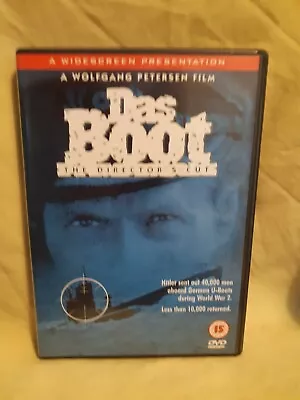 A WIDESCREEN PRESENTATION
A WOLFGANG PETERSEN FILM
Das
Boot
THE DIRECTOR'S CUT
Hitler sent out 40,000 men
aboard German U-Boats
during World War 2.
Less than 10,000 returned.
15
DVD